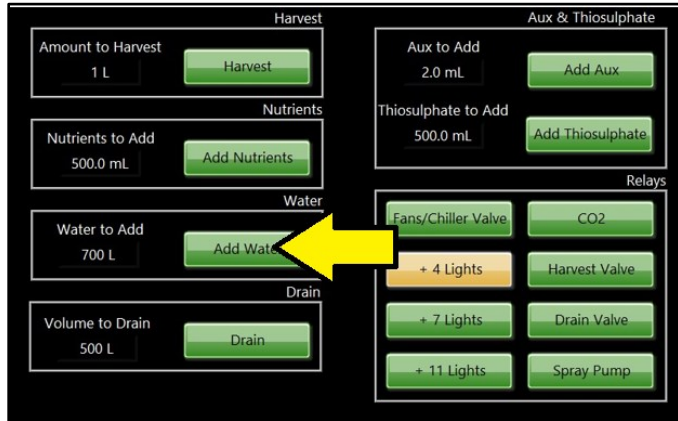 Harvest
Amount to Harvest
1 L
Harvest
Nutrients
Nutrients to Add
500.0 mL
Add Nutrients
Water
Water to Add
700 L
Add Wate
Drain
Volume to Drain
500 L
Drain
Aux & Thiosulphate
Aux to Add
2.0 mL
Add Aux
Thiosulphate to Add
500.0 mL
Add Thiosulphate
Relays
Fans/Chiller Valve
CO2
+ 4 Lights
Harvest Valve
+ 7 Lights
Drain Valve
+ 11 Lights
Spray Pump